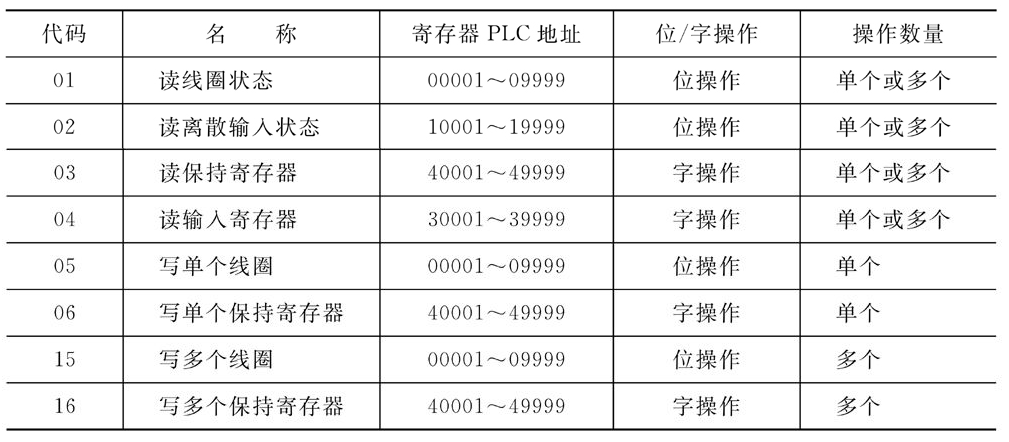 代码 名 称 寄存器 PLC 地址 位/字操作 操作数量
01 读线圈状态 00001～09999 位操作 单个或多个
02 读离散输入状态 10001～19999 位操作 单个或多个
03 读保持寄存器 40001～49999 字操作 单个或多个
04 读输入寄存器 30001～39999 字操作 单个或多个
05 写单个线圈 00001～09999 位操作 单个
06 写单个保持寄存器 40001～49999 字操作 单个
15 写多个线圈 00001～09999 位操作 多个
16 写多个保持寄存器 40001～49999 字操作 多个